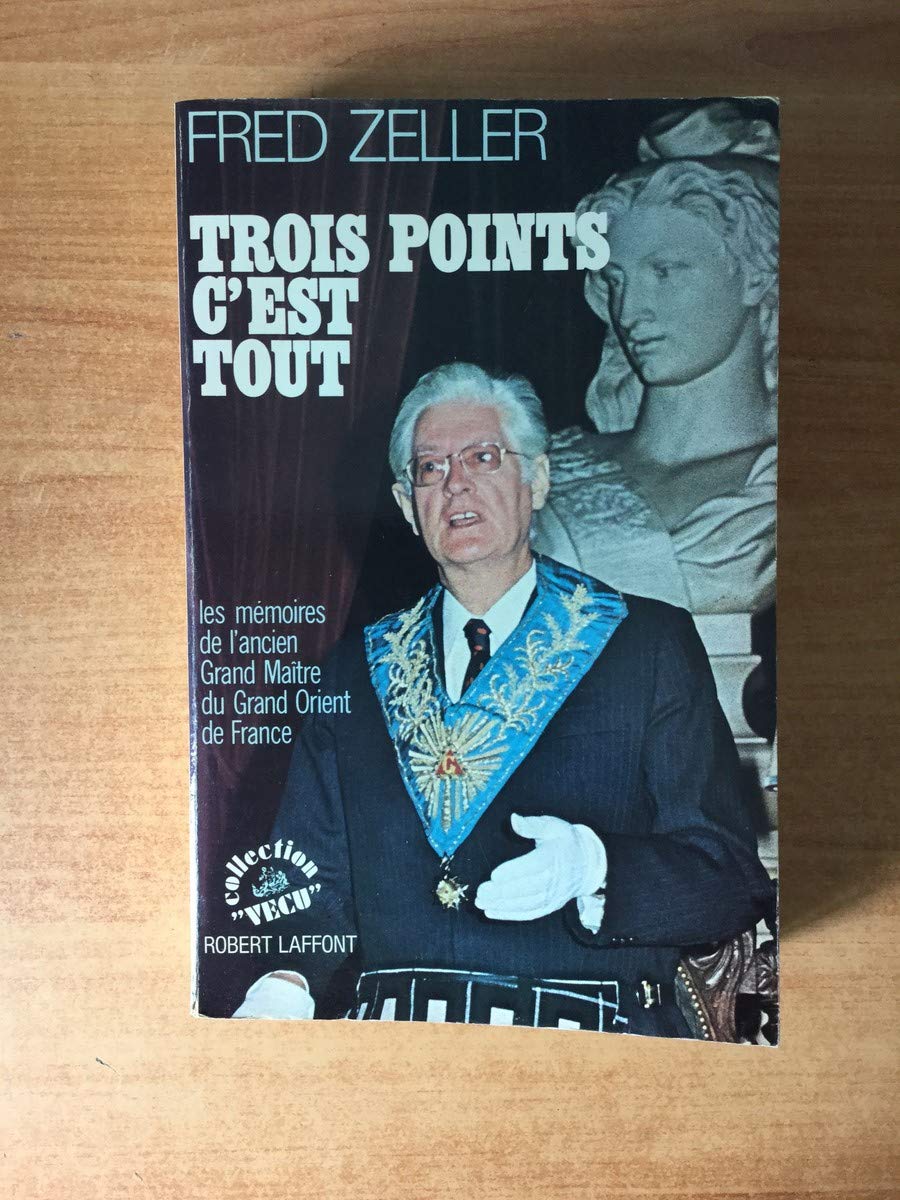 FRED ZELLER
TROIS POINTS
C'EST
TOUT
les mémoires
de l'ancien
Grand Maître
du Grand Orient
de France
collection
"VECU"
ROBERT LAFFONT
G